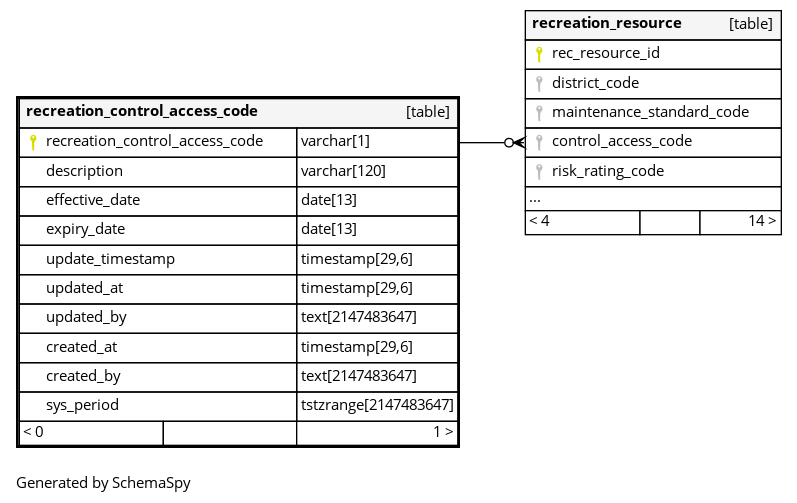 recreation_resource [table]
rec_resource_id
district_code
maintenance_standard_code
control_access_code
risk_rating_code
...
< 4 14 >
recreation_control_access_code [table]
recreation_control_access_code varchar[1]
description varchar[120]
effective_date date[13]
expiry_date date[13]
update_timestamp timestamp[29,6]
updated_at timestamp[29,6]
updated_by text[2147483647]
created_at timestamp[29,6]
created_by text[2147483647]
sys_period tstzrange[2147483647]
< 0 1 >
Generated by SchemaSpy